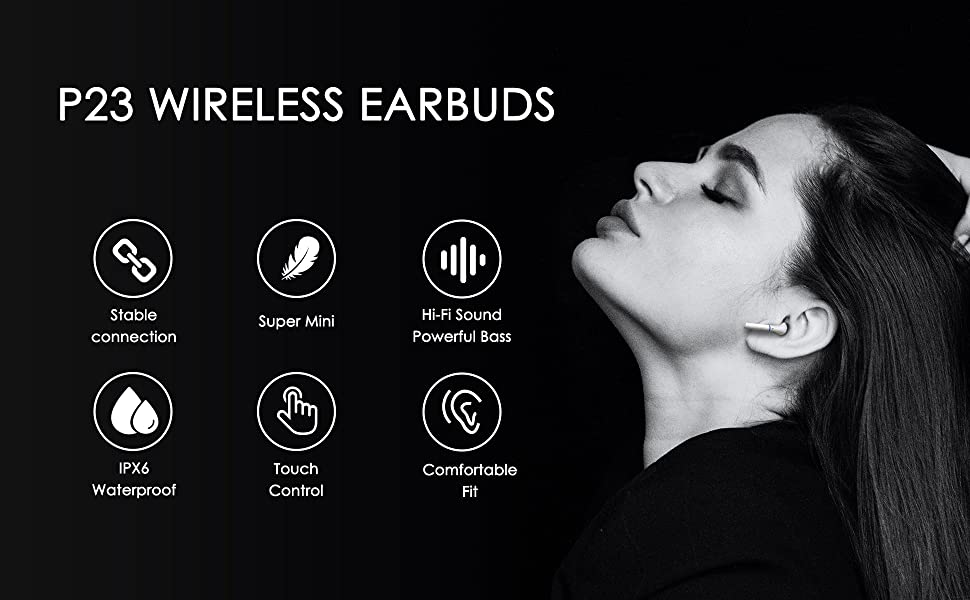 P23 WIRELESS EARBUDS
Stable
connection
Super Mini
Hi-Fi Sound
Powerful Bass
IPX6
Waterproof
Touch
Control
Comfortable
Fit